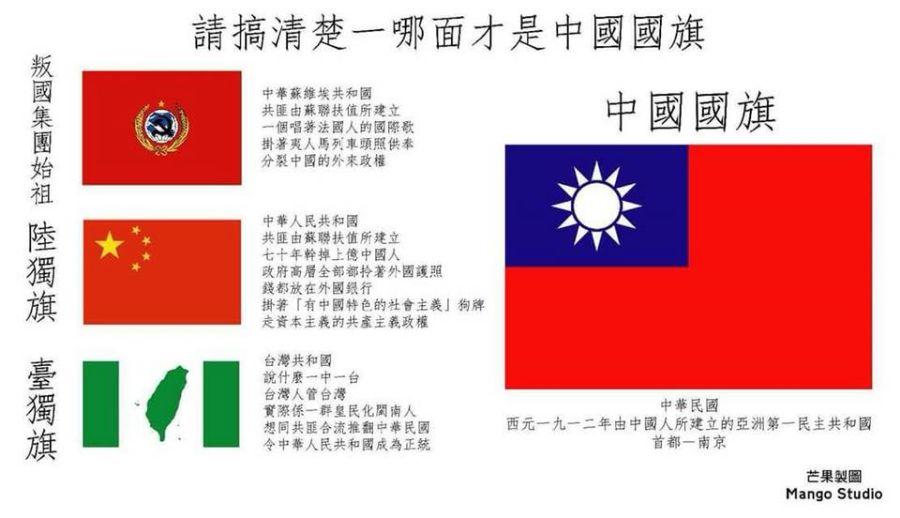 請搞清楚一哪面才是中國國旗
叛國集團始祖
中華蘇維埃共和國
共匪由蘇聯扶值所建立
一個唱著法國人的國際歌
掛著夷人馬列車頭照供奉
分裂中國的外來政權
陸獨旗
中華人民共和國
共匪由蘇聯扶值所建立
七十年幹掉上億中國人
政府高層全部都拎著外國護照
錢都放在外國銀行
掛著「有中國特色的社會主義」狗牌
走資本主義的共產主義政權
臺獨旗
台灣共和國
說什麼一中一台
台灣人管台灣
實際係一群皇民化閩南人
想同共匪合流推翻中華民國
令中華人民共和國成為正統
中國國旗
中華民國
西元一九一二年由中國人所建立的亞洲第一民主共和國
首都－南京
芒果製圖
Mango Studio